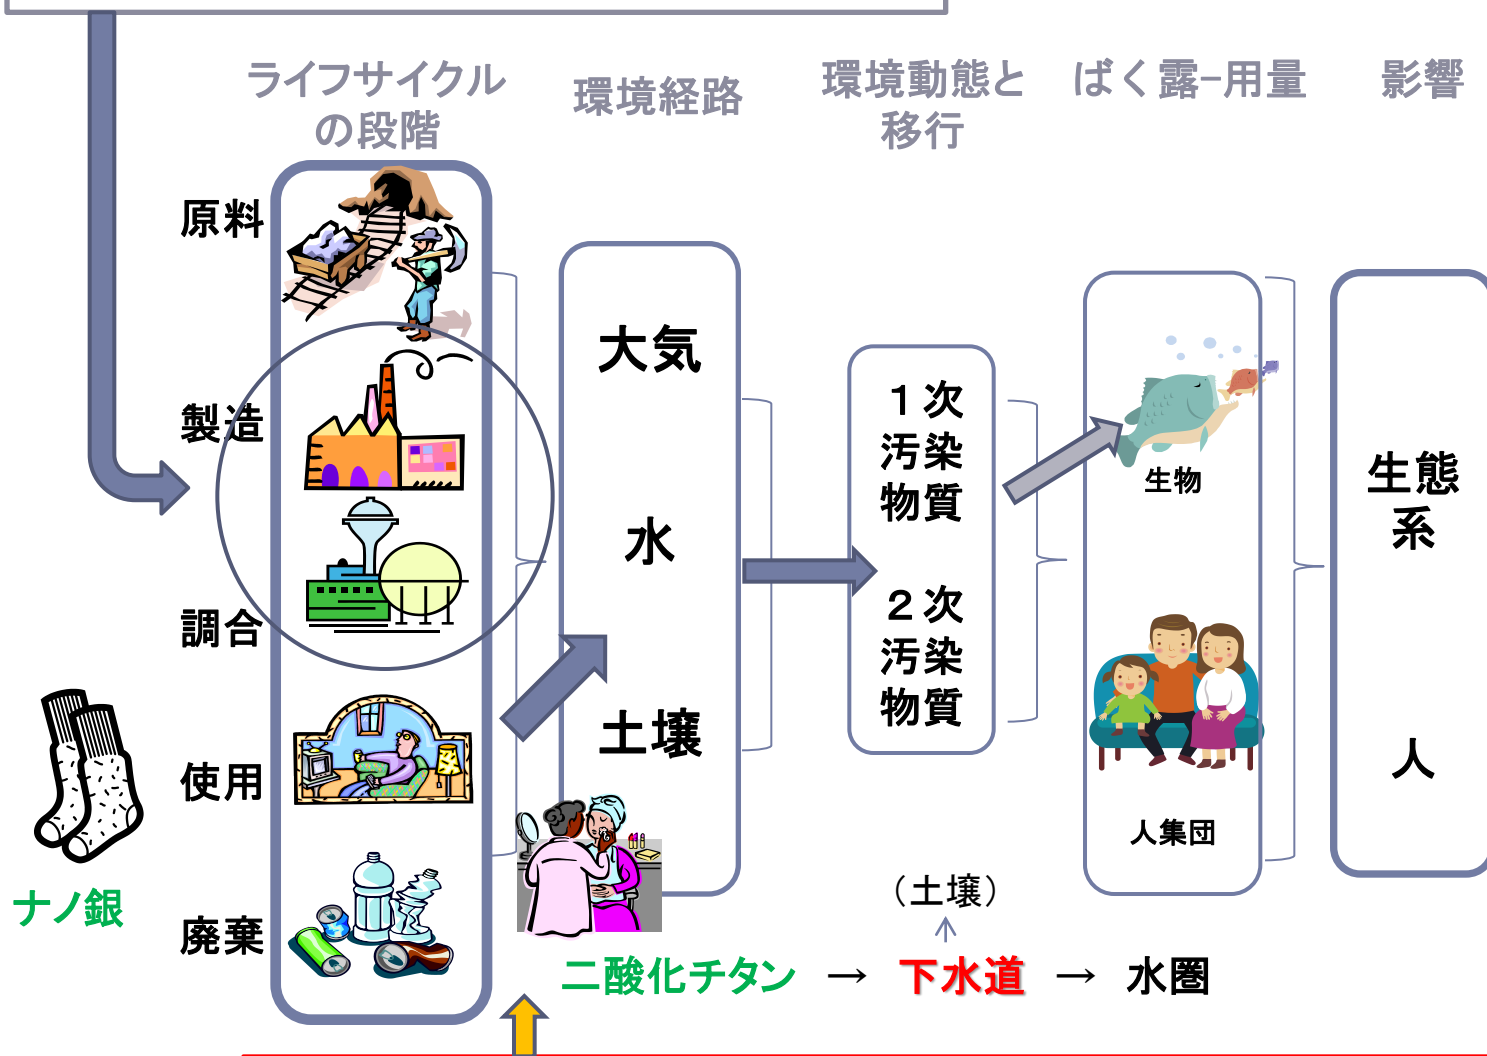 ライフサイクル
の段階
環境経路
環境動態と
移行
ばく露-用量
影響
原料
製造
調合
使用
廃棄
ナノ銀
大気
水
土壌
1次
汚染
物質
2次
汚染
物質
生物
人集団
生態
系
人
(土壌)
二酸化チタン → 下水道 → 水圏